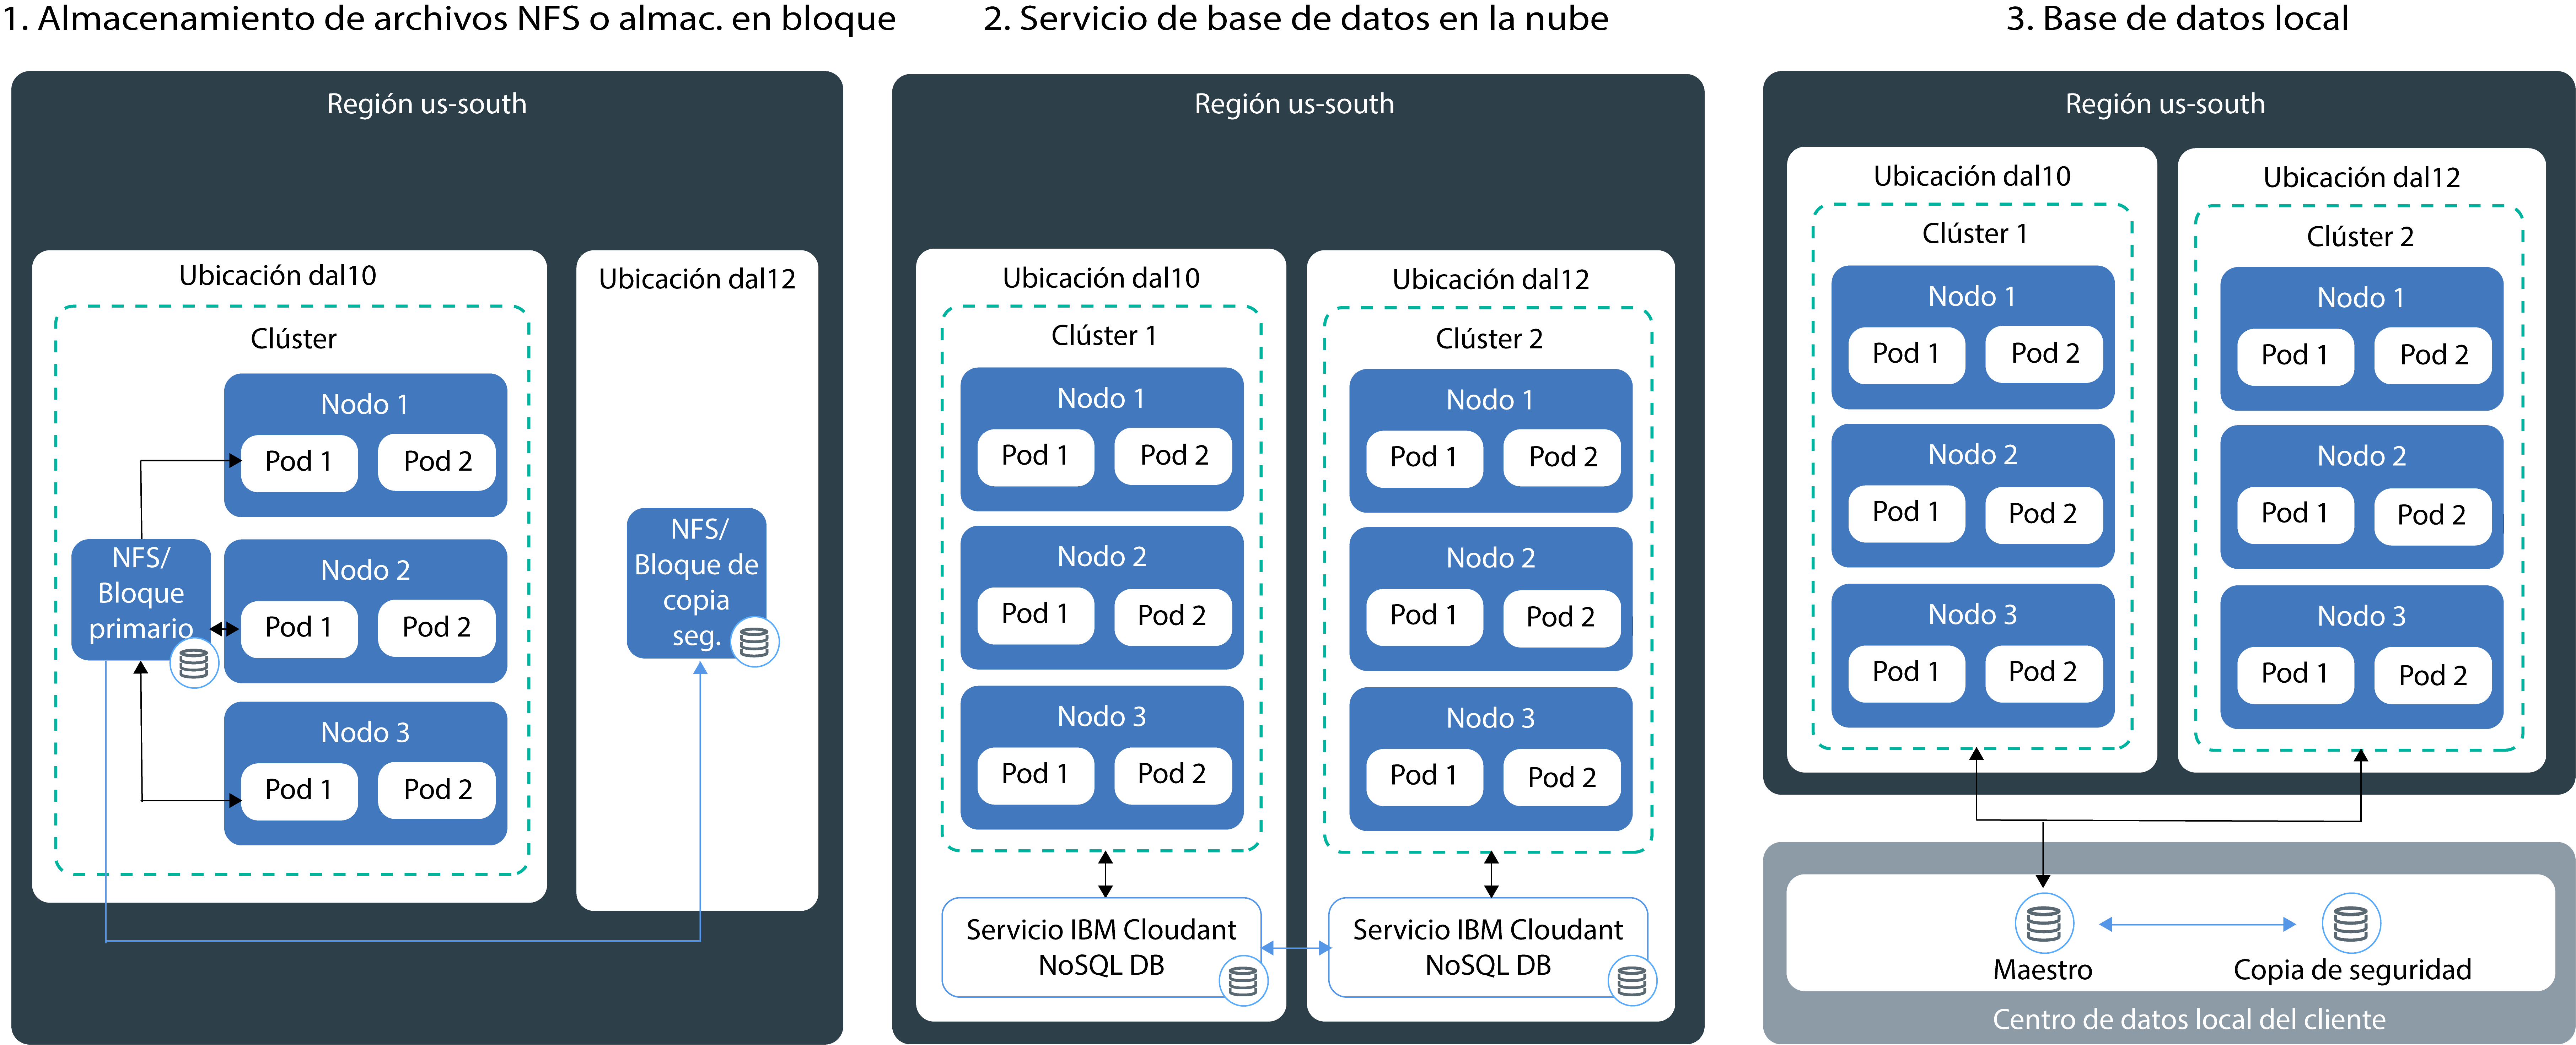 1. Almacenamiento de archivos NFS o almac. en bloque
Región us-south
Ubicación dal10
Clúster
Nodo 1
Pod 1
Pod 2
NFS/
Bloque
primario
Nodo 2
Pod 1
Pod 2
Nodo 3
Pod 1
Pod 2
Ubicación dal12
NFS/
Bloque de
copia
seg.
2. Servicio de base de datos en la nube
Región us-south
Ubicación dal10
Clúster 1
Nodo 1
Pod 1
Pod 2
Nodo 2
Pod 1
Pod 2
Nodo 3
Pod 1
Pod 2
Servicio IBM Cloudant
NoSQL DB
Ubicación dal12
Clúster 2
Nodo 1
Pod 1
Pod 2
Nodo 2
Pod 1
Pod 2
Nodo 3
Pod 1
Pod 2
Servicio IBM Cloudant
NoSQL DB
3. Base de datos local
Región us-south
Ubicación dal10
Clúster 1
Nodo 1
Pod 1
Pod 2
Nodo 2
Pod 1
Pod 2
Nodo 3
Pod 1
Pod 2
Ubicación dal12
Clúster 2
Nodo 1
Pod 1
Pod 2
Nodo 2
Pod 1
Pod 2
Nodo 3
Pod 1
Pod 2
Maestro
Copia de seguridad
Centro de datos local del cliente